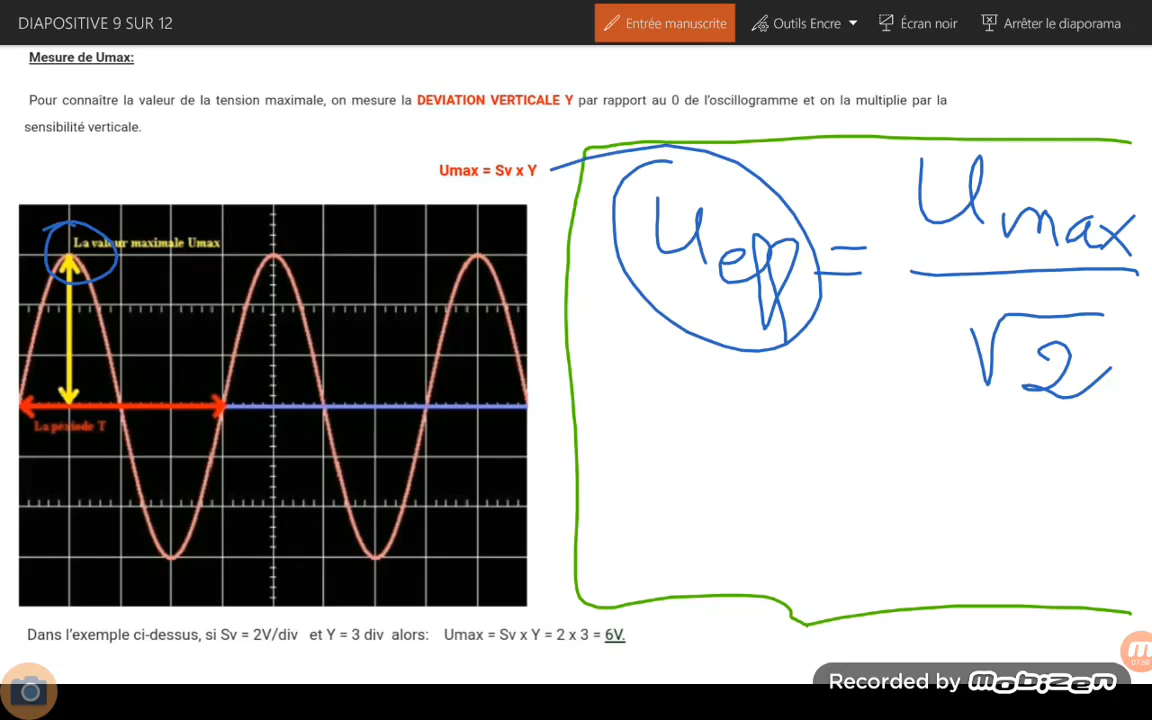 DIAPOSITIVE 9 SUR 12
Entrée manuscrite
Outils Encre
Écran noir
Arrêter le diaporama
Mesure de Umax:
Pour connaître la valeur de la tension maximale, on mesure la DEVIATION VERTICALE Y par rapport au 0 de l'oscillogramme et on la multiplie par la
sensibilité verticale.
Umax = Sv x Y
Ueff = Umax / √2
La valeur maximale Umax
La période T
Dans l'exemple ci-dessus, si Sv = 2V/div et Y = 3 div alors: Umax = Sv x Y = 2 x 3 = 6V.
Recorded by mobizen